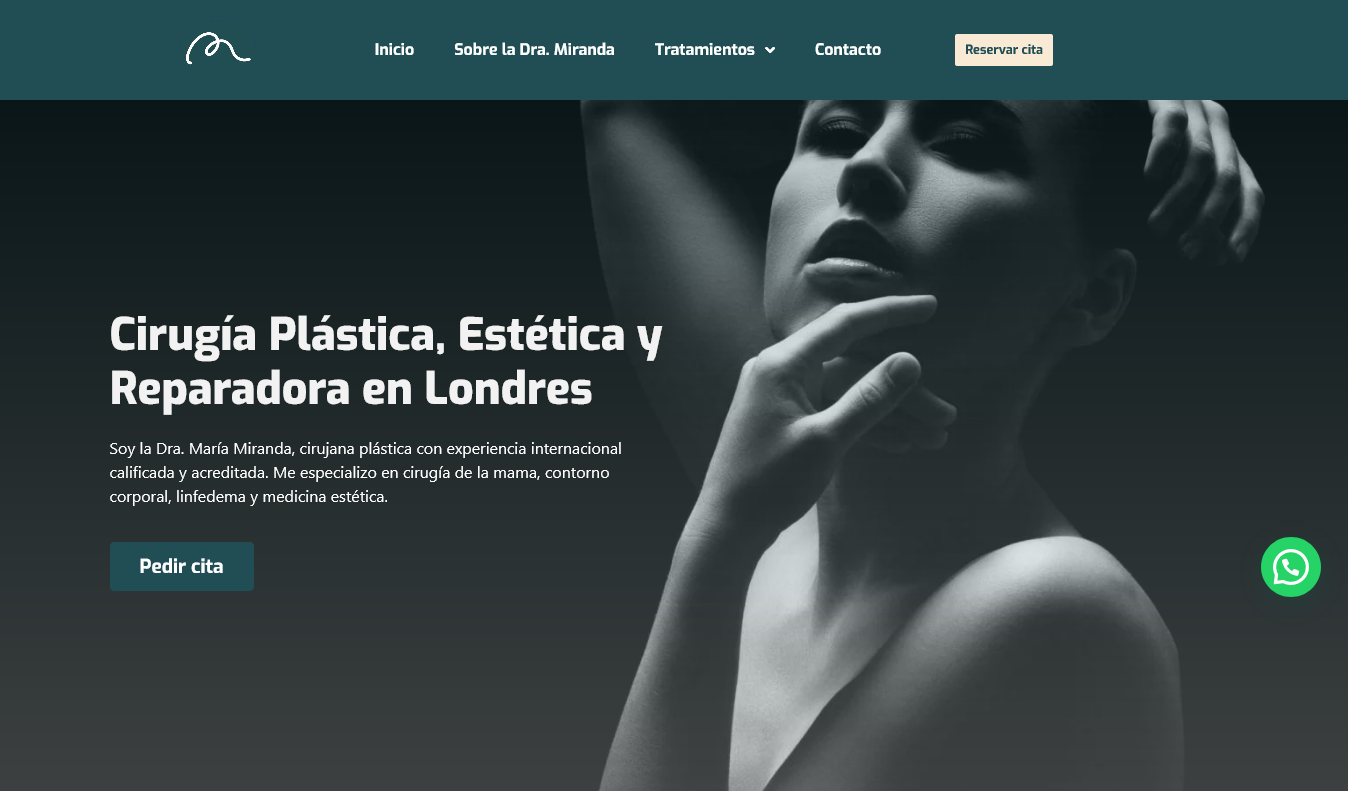 Inicio
Sobre la Dra. Miranda
Tratamientos
Contacto
Reservar cita
Cirugía Plástica, Estética y
Reparadora en Londres
Soy la Dra. María Miranda, cirujana plástica con experiencia internacional
calificada y acreditada. Me especializo en cirugía de la mama, contorno
corporal, linfedema y medicina estética.
Pedir cita